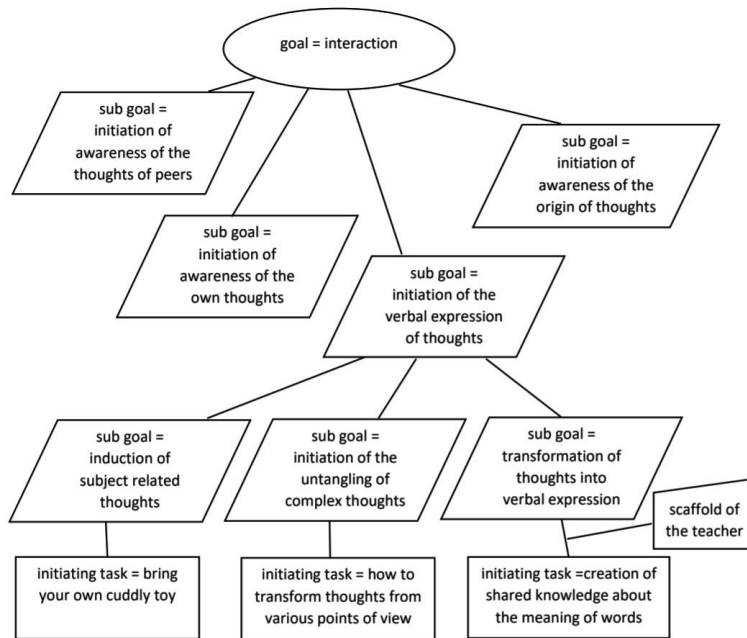 goal = interaction
sub goal =
initiation of
awareness of the
thoughts of peers
sub goal =
initiation of
awareness of the
origin of thoughts
sub goal =
initiation of
awareness of the
own thoughts
sub goal =
initiation of the
verbal expression
of thoughts
sub goal =
induction of
subject related
thoughts
sub goal =
initiation of the
untangling of
complex thoughts
sub goal =
transformation of
thoughts into
verbal expression
scaffold of
the teacher
initiating task = bring
your own cuddly toy
initiating task = how to
transform thoughts from
various points of view
initiating task =creation of
shared knowledge about
the meaning of words